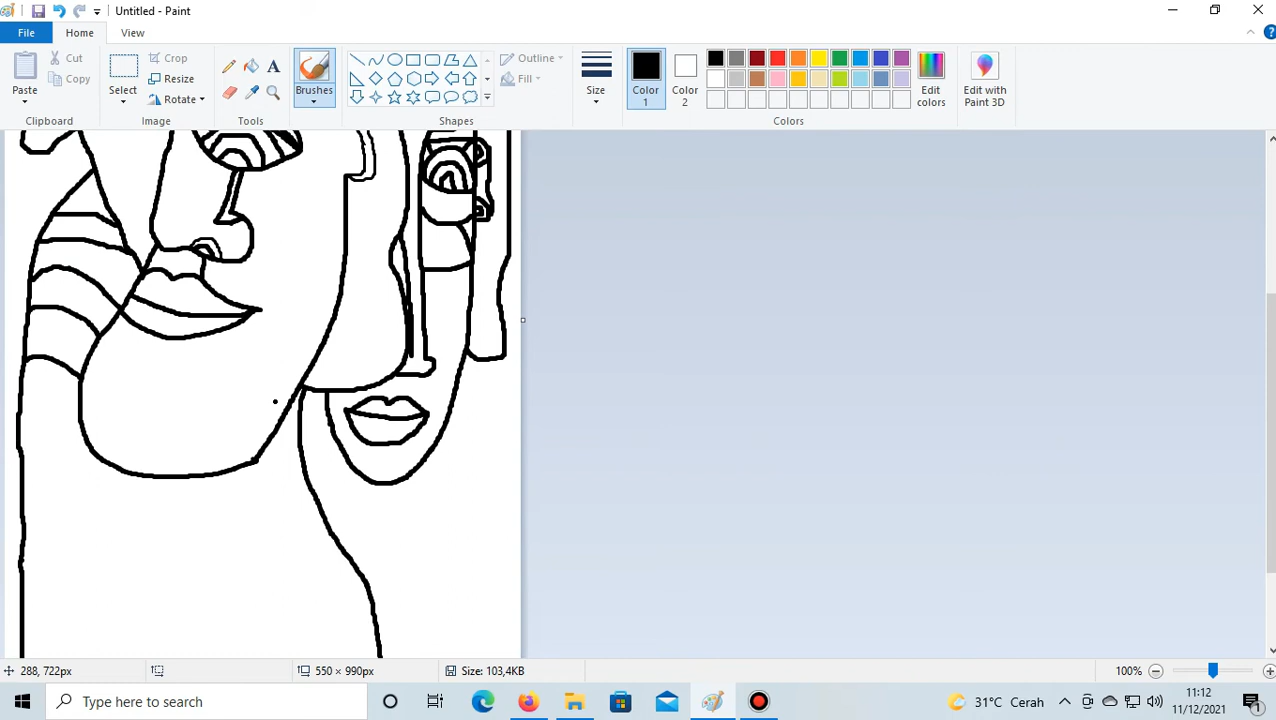 Untitled - Paint
File
Home
View
Paste
Cut
Copy
Clipboard
Select
Crop
Resize
Rotate
Image
Tools
Brushes
Outline
Fill
Shapes
Size
Color 1
Color 2
Edit colors
Colors
Edit with Paint 3D
288, 722px
550 × 990px
Size: 103,4KB
100%
Type here to search
31°C Cerah
11:12
11/12/2021
1